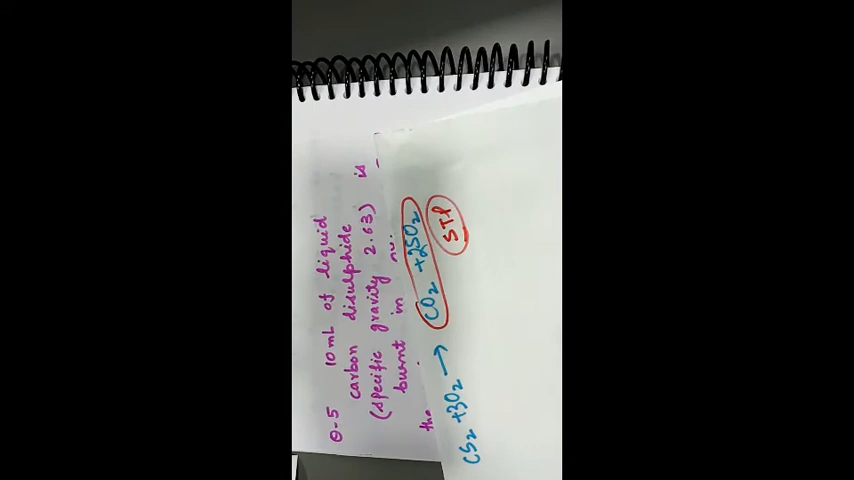 Q-5 10 mL of liquid
carbon disulphide
(specific gravity 2.63) is
burnt in
the
CS₂ + 3O₂ → CO₂ + 2SO₂
STP